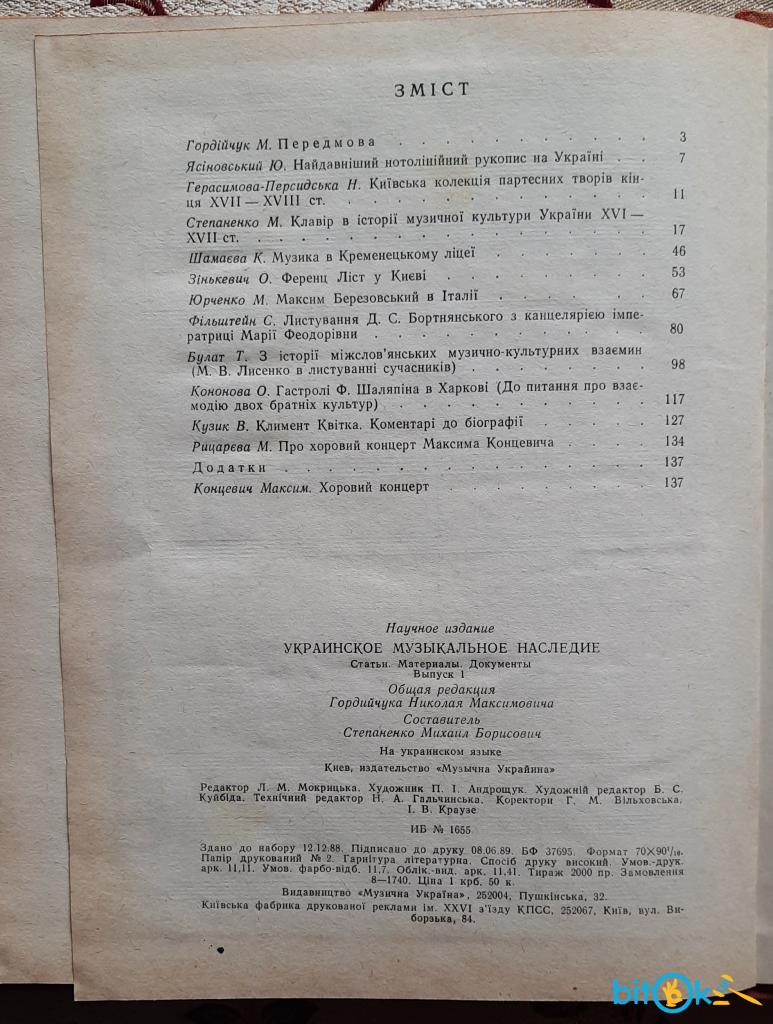 ЗМІСТ
Гордійчук М. Передмова . . . . . . . . . . . 3
Ясіновський Ю. Найдавніший нотолінійний рукопис на Україні . . 7
Герасимова-Персидська Н. Київська колекція партесних творів кін-
ця XVII — XVIII ст. . . . . . . . . . . . . 11
Степаненко М. Клавір в історії музичної культури України XVI —
XVII ст. . . . . . . . . . . . . . . . 17
Шамаєва К. Музика в Кременецькому ліцеї . . . . . . . 46
Зінькевич О. Ференц Ліст у Києві . . . . . . . . . 53
Юрченко М. Максим Березовський в Італії . . . . . . . 67
Фільштейн С. Листування Д. С. Бортнянського з канцелярією імпе-
ратриці Марії Феодорівни . . . . . . . . . . . 80
Булат Т. З історії міжслов'янських музично-культурних взаємин
(М. В. Лисенко в листуванні сучасників) . . . . . . . 98
Кононова О. Гастролі Ф. Шаляпіна в Харкові (До питання про взає-
модію двох братніх культур) . . . . . . . . . . 117
Кузик В. Климент Квітка. Коментарі до біографії . . . . . 127
Рицарєва М. Про хоровий концерт Максима Концевича . . . . 134
Додатки . . . . . . . . . . . . . . . 137
Концевич Максим. Хоровий концерт . . . . . . . . . 137
Научное издание
УКРАИНСКОЕ МУЗЫКАЛЬНОЕ НАСЛЕДИЕ
Статьи. Материалы. Документы
Выпуск 1
Общая редакция
Гордийчука Николая Максимовича
Составитель
Степаненко Михаил Борисович
На украинском языке
Киев, издательство «Музычна Украйина»
Редактор Л. М. Мокрицька. Художник П. І. Андрощук. Художній редактор Б. С.
Куйбіда. Технічний редактор Н. А. Гальчинська. Коректори Г. М. Вільховська,
І. В. Краузе
ИБ № 1655
Здано до набору 12.12.88. Підписано до друку 08.06.89. БФ 37695. Формат 70×90¹/₁₆.
Папір друкований № 2. Гарнітура літературна. Спосіб друку високий. Умов.-друк.
арк. 11,11. Умов. фарбо-відб. 11,7. Облік.-вид. арк. 11,41. Тираж 2000 пр. Замовлення
8—1740. Ціна 1 крб. 50 к.
Видавництво «Музична Україна», 252004, Пушкінська, 32.
Київська фабрика друкованої реклами ім. XXVI з'їзду КПСС, 252067, Київ, вул. Ви-
борзька, 84.
bitOk